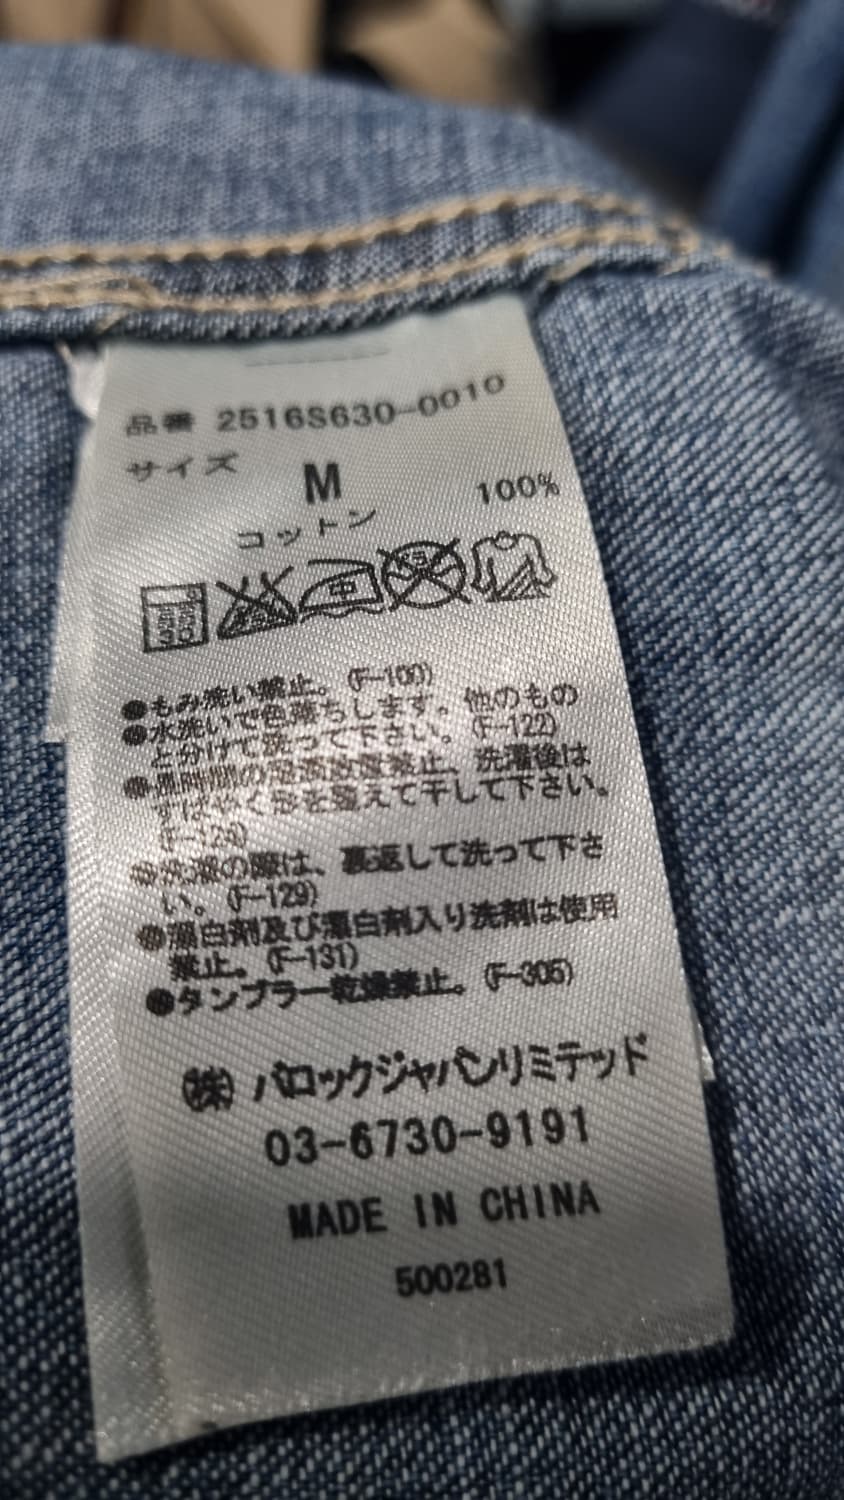 品番 2516S630-0010
サイズ M
コットン 100%
●もみ洗い禁止。(F-100)
●水洗いで色落ちします。他のもの
と分けて洗って下さい。(F-122)
●長時間の浸漬放置禁止、洗濯後は
すばやく形を整えて干して下さい。
●洗濯の際は、裏返して洗って下さ
い。(F-129)
●漂白剤及び漂白剤入り洗剤は使用
禁止。(F-131)
●タンブラー乾燥禁止。(F-305)
(株)バロックジャパンリミテッド
03-6730-9191
MADE IN CHINA
500281